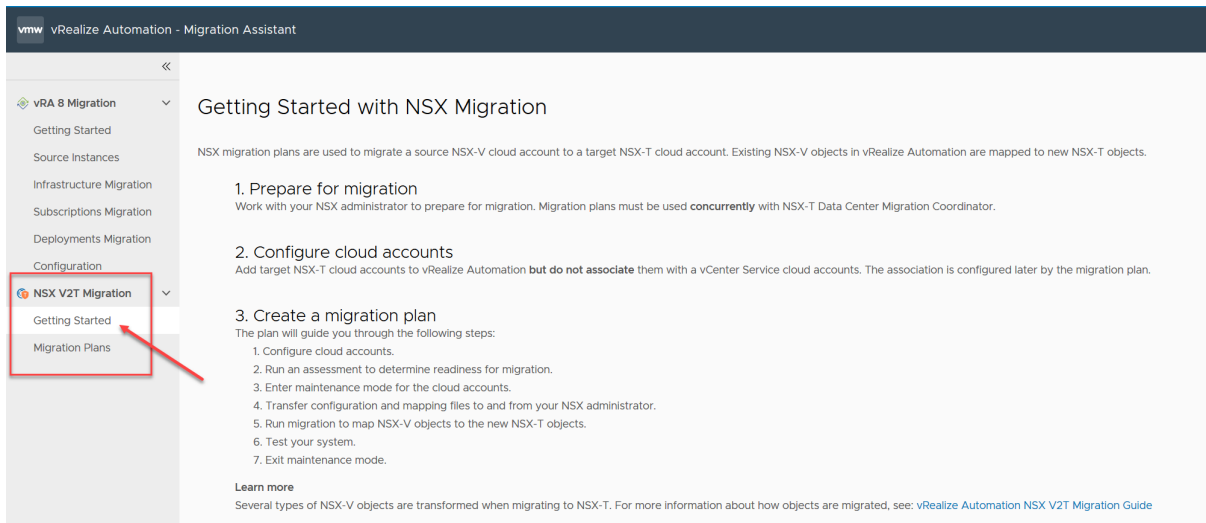 vmw vRealize Automation - Migration Assistant
vRA 8 Migration
Getting Started
Source Instances
Infrastructure Migration
Subscriptions Migration
Deployments Migration
Configuration
NSX V2T Migration
Getting Started
Migration Plans
Getting Started with NSX Migration
NSX migration plans are used to migrate a source NSX-V cloud account to a target NSX-T cloud account. Existing NSX-V objects in vRealize Automation are mapped to new NSX-T objects.
1. Prepare for migration
Work with your NSX administrator to prepare for migration. Migration plans must be used concurrently with NSX-T Data Center Migration Coordinator.
2. Configure cloud accounts
Add target NSX-T cloud accounts to vRealize Automation but do not associate them with a vCenter Service cloud accounts. The association is configured later by the migration plan.
3. Create a migration plan
The plan will guide you through the following steps:
1. Configure cloud accounts.
2. Run an assessment to determine readiness for migration.
3. Enter maintenance mode for the cloud accounts.
4. Transfer configuration and mapping files to and from your NSX administrator.
5. Run migration to map NSX-V objects to the new NSX-T objects.
6. Test your system.
7. Exit maintenance mode.
Learn more
Several types of NSX-V objects are transformed when migrating to NSX-T. For more information about how objects are migrated, see: vRealize Automation NSX V2T Migration Guide